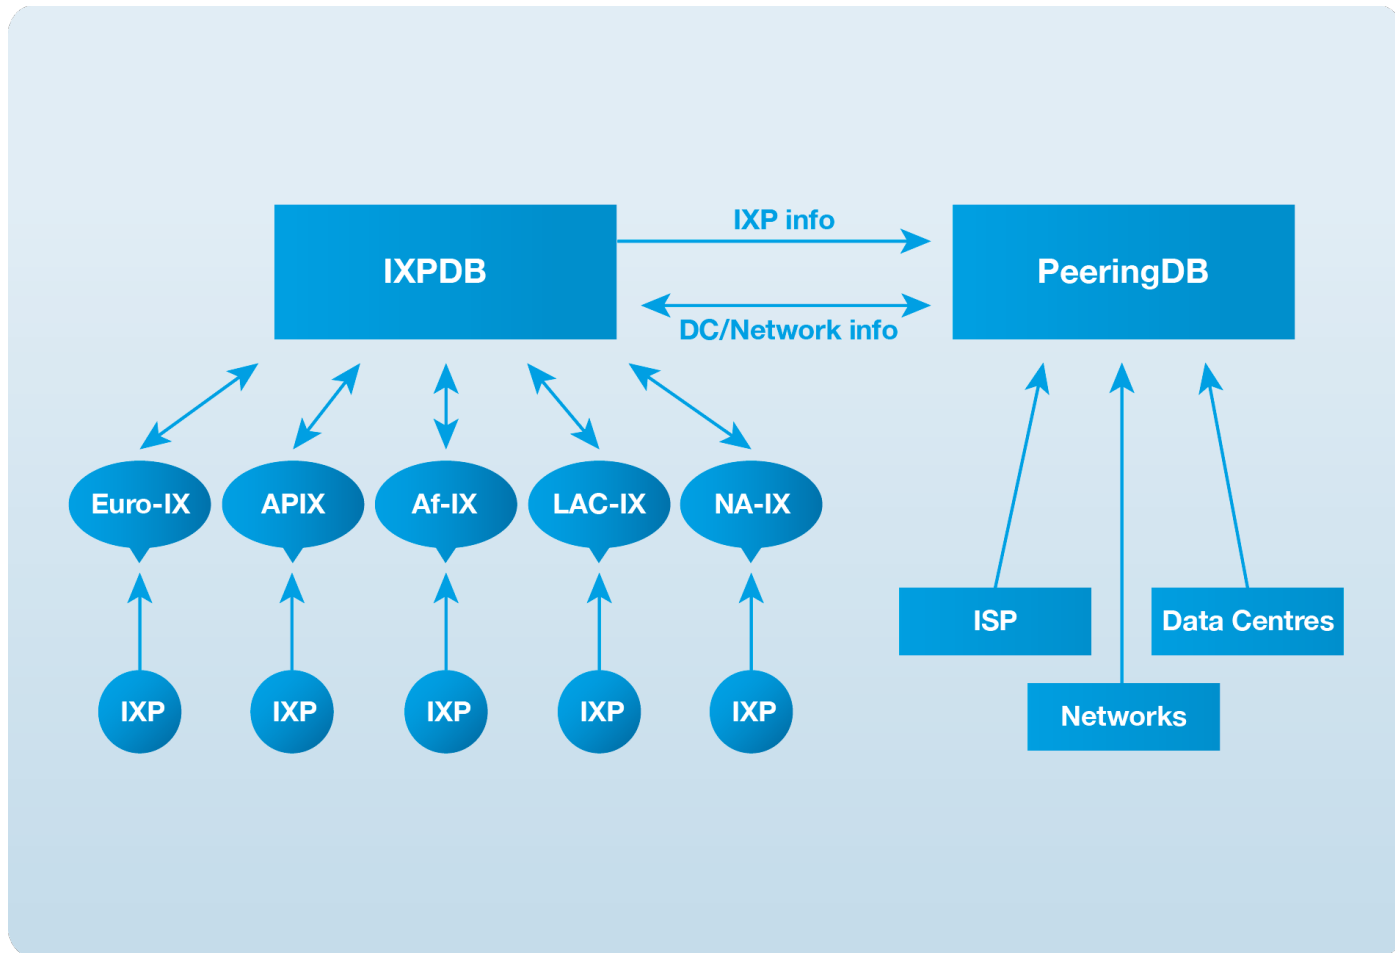 IXP info
IXPDB
PeeringDB
DC/Network info
Euro-IX
APIX
Af-IX
LAC-IX
NA-IX
ISP
Data Centres
IXP
IXP
IXP
IXP
IXP
Networks